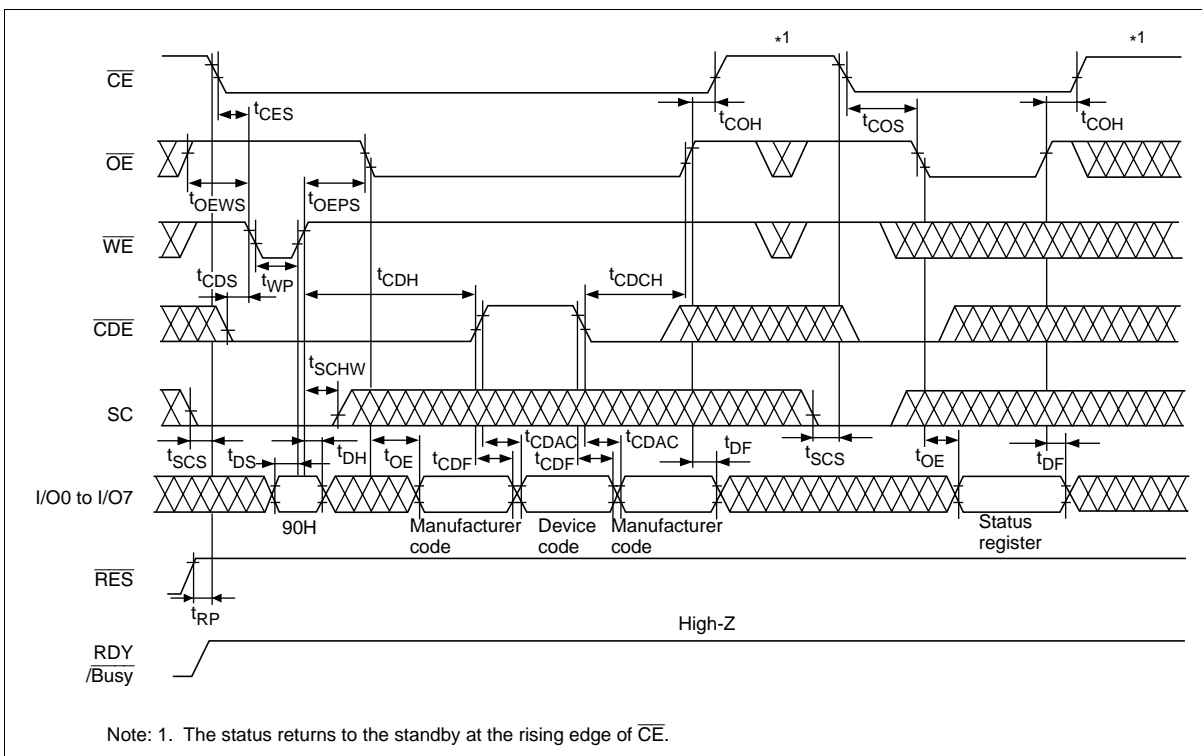 *1
*1
CE
tCES
tCOH
tCOS
tCOH
OE
tOEWS
tOEPS
WE
tCDS
tWP
tCDH
tCDCH
CDE
tSCHW
SC
tSCS
tDS
tDH
tOE
tCDAC
tCDF
tCDAC
tCDF
tDF
tSCS
tOE
tDF
I/O0 to I/O7
90H
Manufacturer
code
Device
code
Manufacturer
code
Status
register
RES
tRP
High-Z
RDY
/Busy
Note: 1. The status returns to the standby at the rising edge of CE.